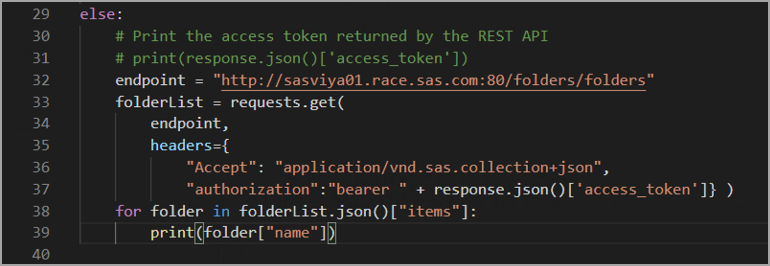 29 else:
30     # Print the access token returned by the REST API
31     # print(response.json()['access_token'])
32     endpoint = "http://sasviya01.race.sas.com:80/folders/folders"
33     folderList = requests.get(
34         endpoint,
35         headers={
36             "Accept": "application/vnd.sas.collection+json",
37             "authorization":"bearer " + response.json()['access_token']} )
38     for folder in folderList.json()["items"]:
39         print(folder["name"])
40